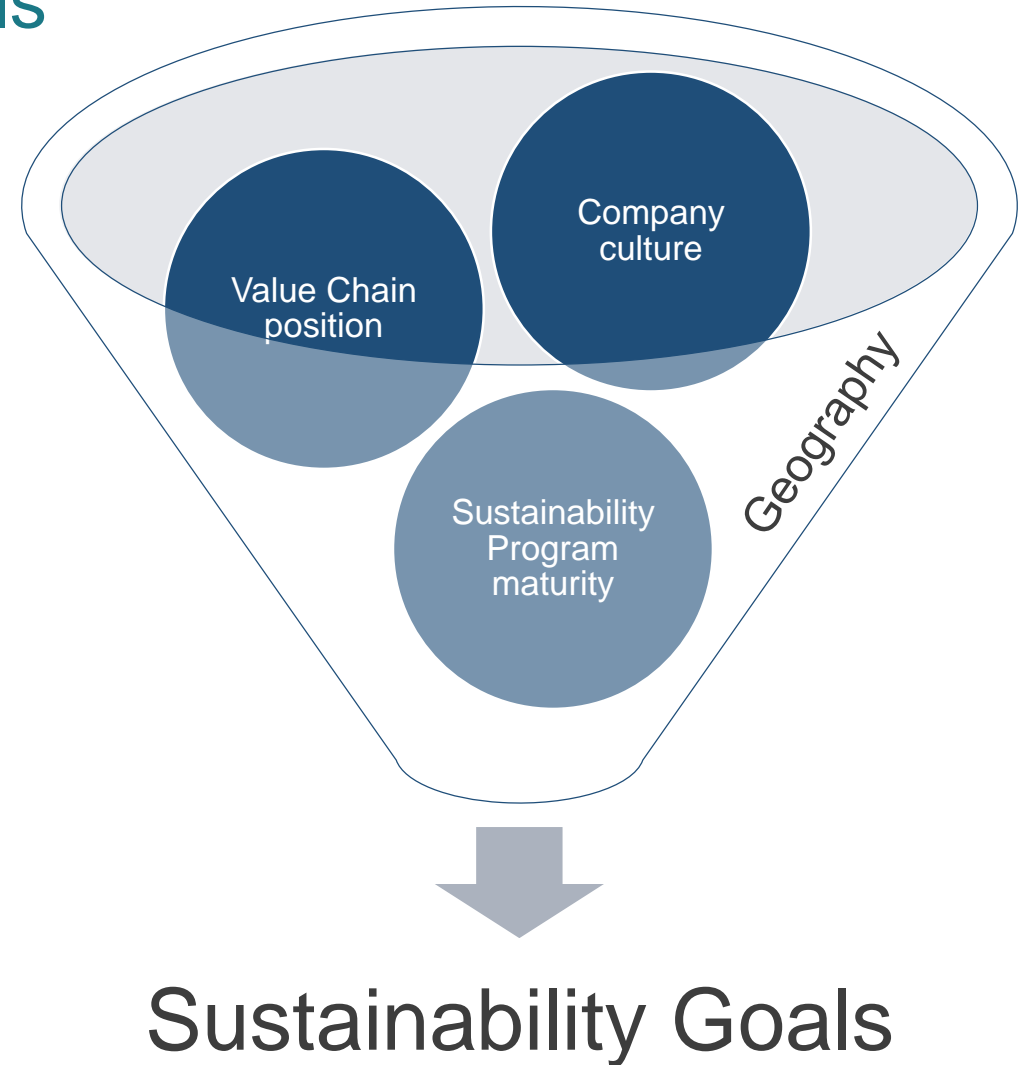 Company
culture
Value Chain
position
Geography
Sustainability
Program
maturity
Sustainability Goals